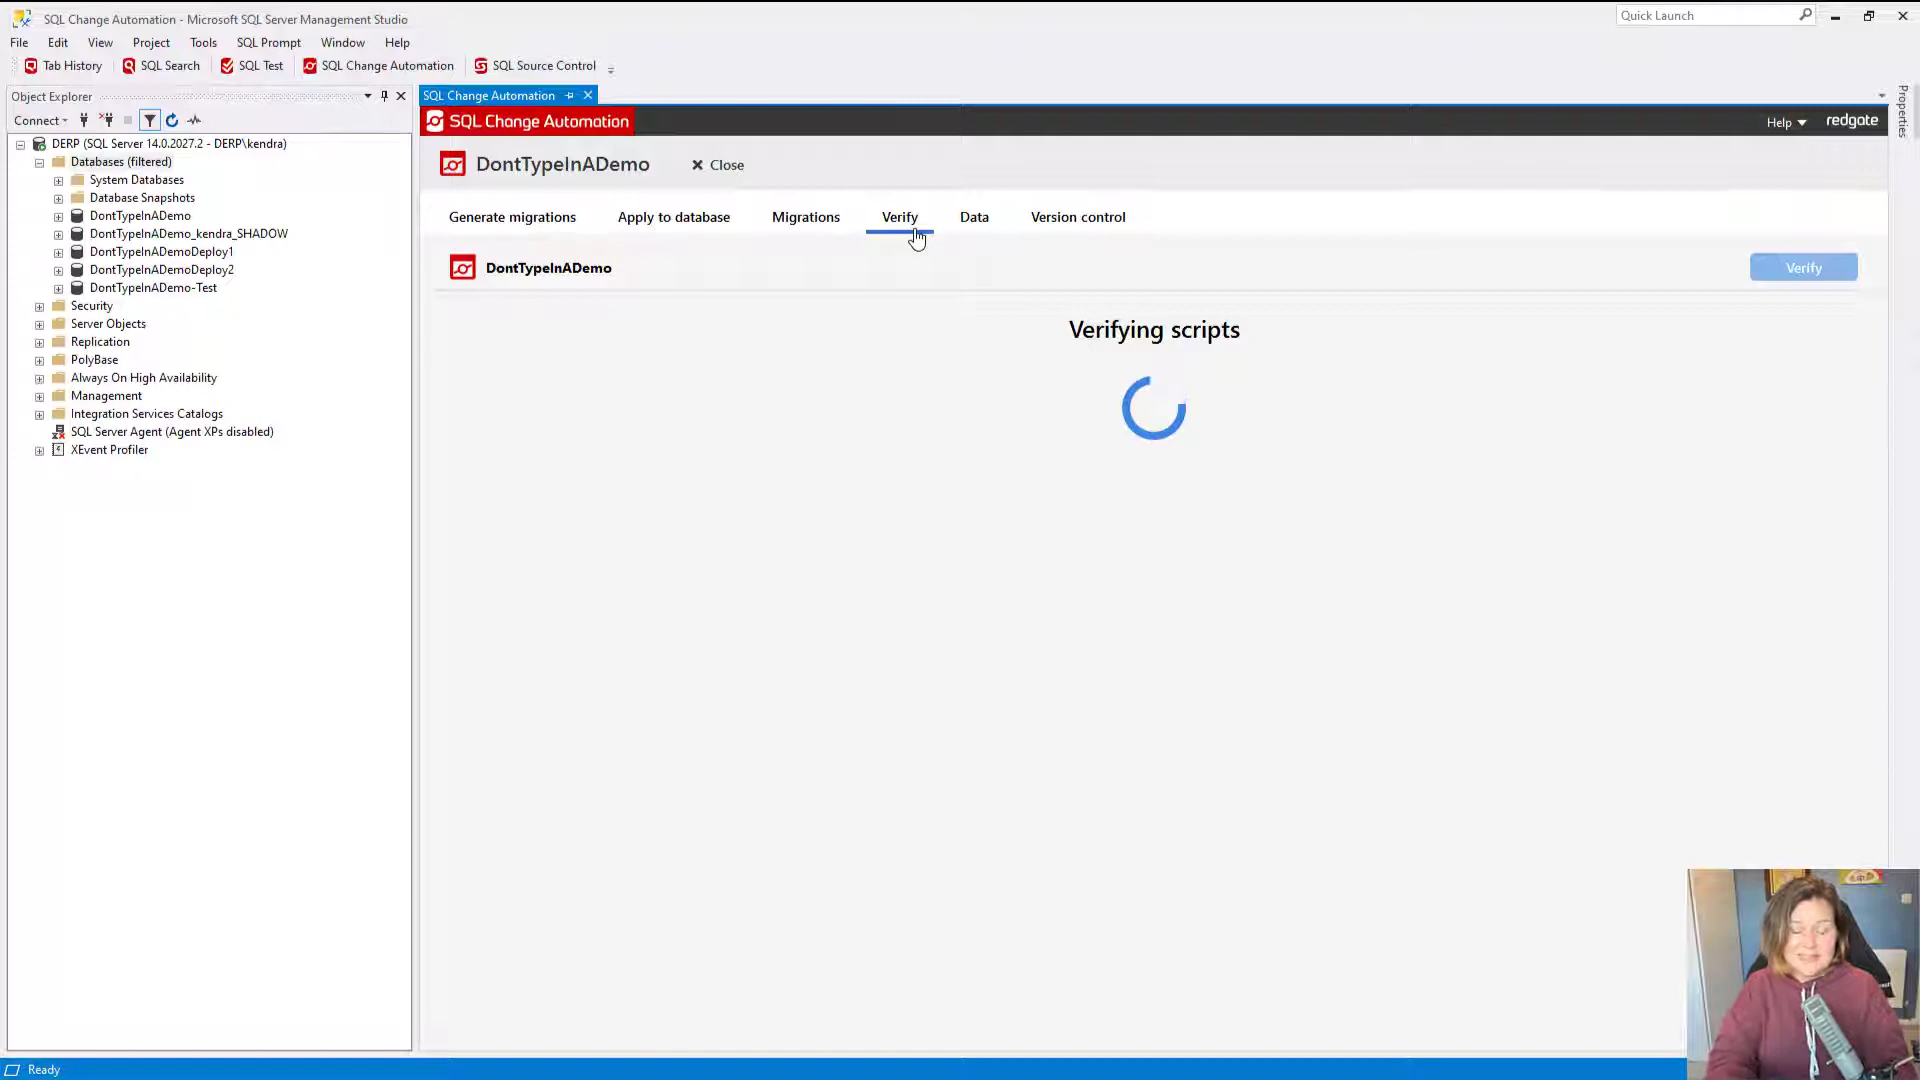 SQL Change Automation - Microsoft SQL Server Management Studio
Quick Launch
File Edit View Project Tools SQL Prompt Window Help
Tab History SQL Search SQL Test SQL Change Automation SQL Source Control
Object Explorer
Connect
DERP (SQL Server 14.0.2027.2 - DERP\kendra)
Databases (filtered)
System Databases
Database Snapshots
DontTypeInADemo
DontTypeInADemo_kendra_SHADOW
DontTypeInADemoDeploy1
DontTypeInADemoDeploy2
DontTypeInADemo-Test
Security
Server Objects
Replication
PolyBase
Always On High Availability
Management
Integration Services Catalogs
SQL Server Agent (Agent XPs disabled)
XEvent Profiler
SQL Change Automation
SQL Change Automation
Help
redgate
DontTypeInADemo
Close
Generate migrations Apply to database Migrations Verify Data Version control
DontTypeInADemo
Verify
Verifying scripts
Properties
Ready